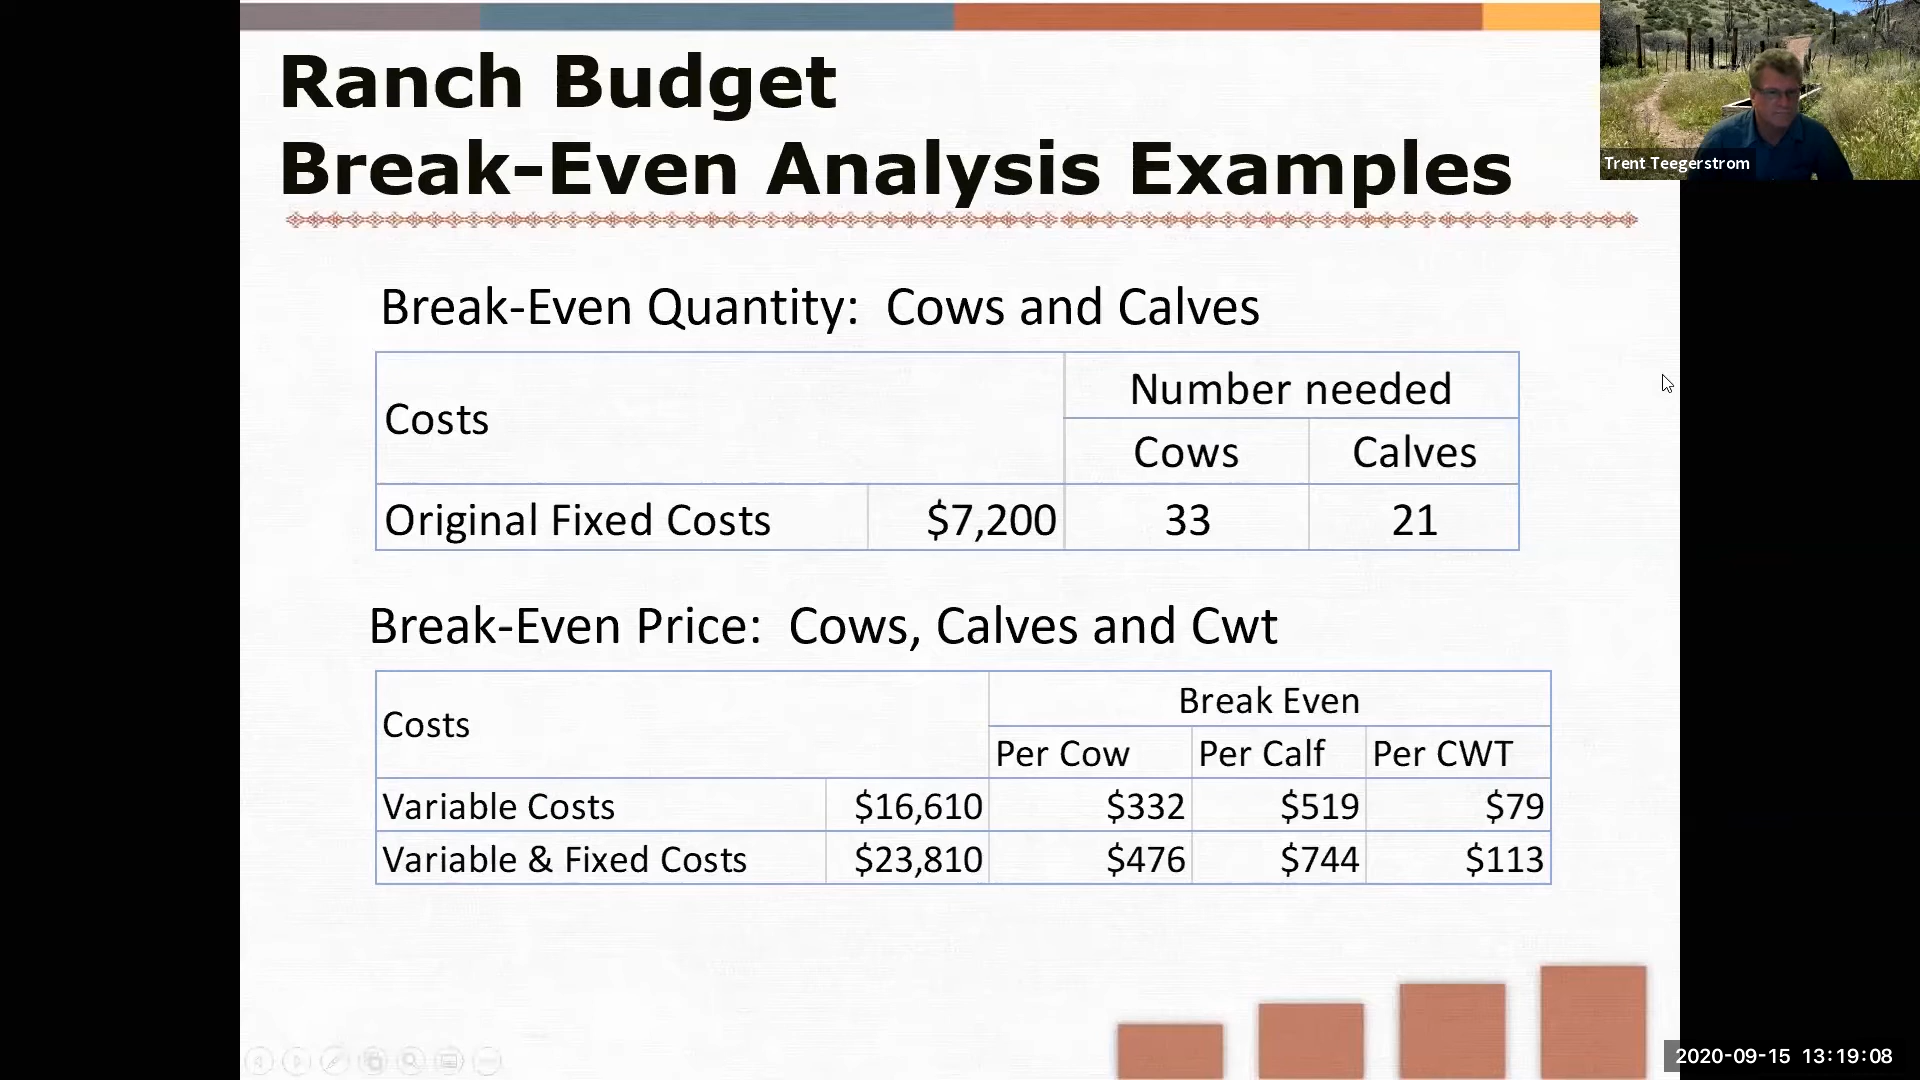 Ranch Budget
Break-Even Analysis Examples
Trent Teegerstrom
Break-Even Quantity: Cows and Calves
Costs
Number needed
Cows Calves
Original Fixed Costs $7,200 33 21
Break-Even Price: Cows, Calves and Cwt
Costs
Break Even
Per Cow Per Calf Per CWT
Variable Costs $16,610 $332 $519 $79
Variable & Fixed Costs $23,810 $476 $744 $113
2020-09-15 13:19:08